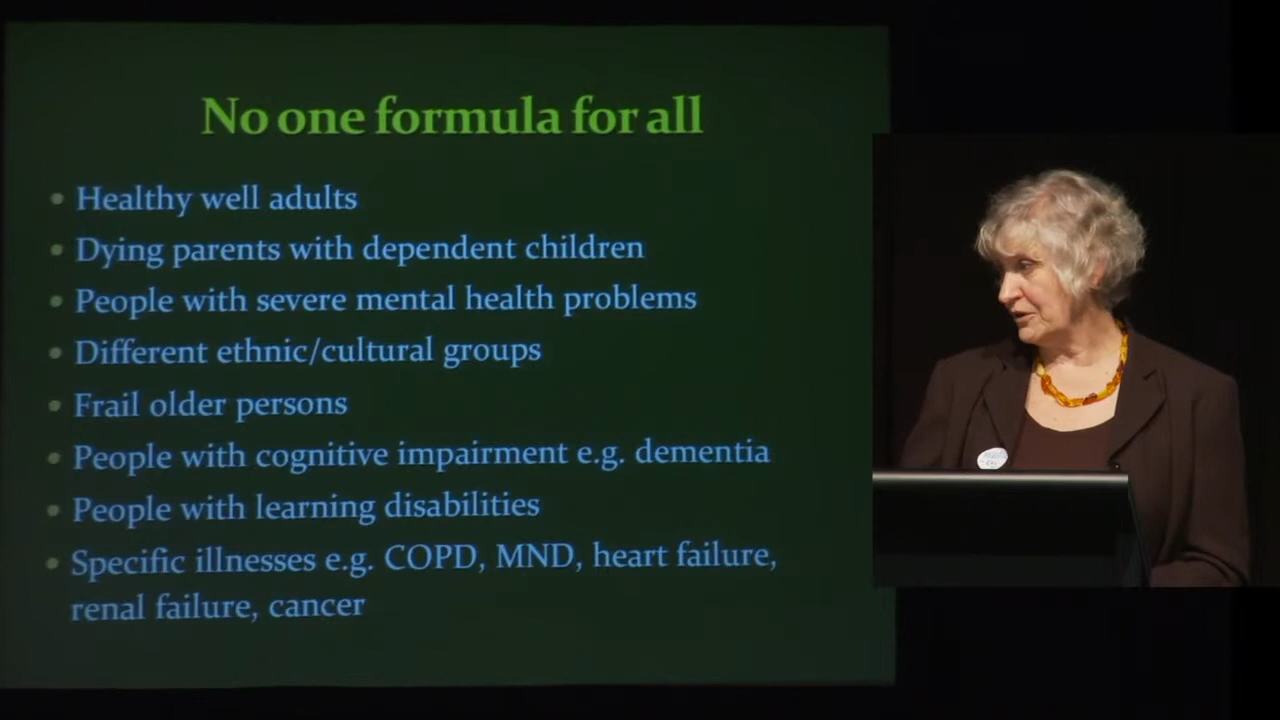 No one formula for all
• Healthy well adults
• Dying parents with dependent children
• People with severe mental health problems
• Different ethnic/cultural groups
• Frail older persons
• People with cognitive impairment e.g. dementia
• People with learning disabilities
• Specific illnesses e.g. COPD, MND, heart failure,
renal failure, cancer